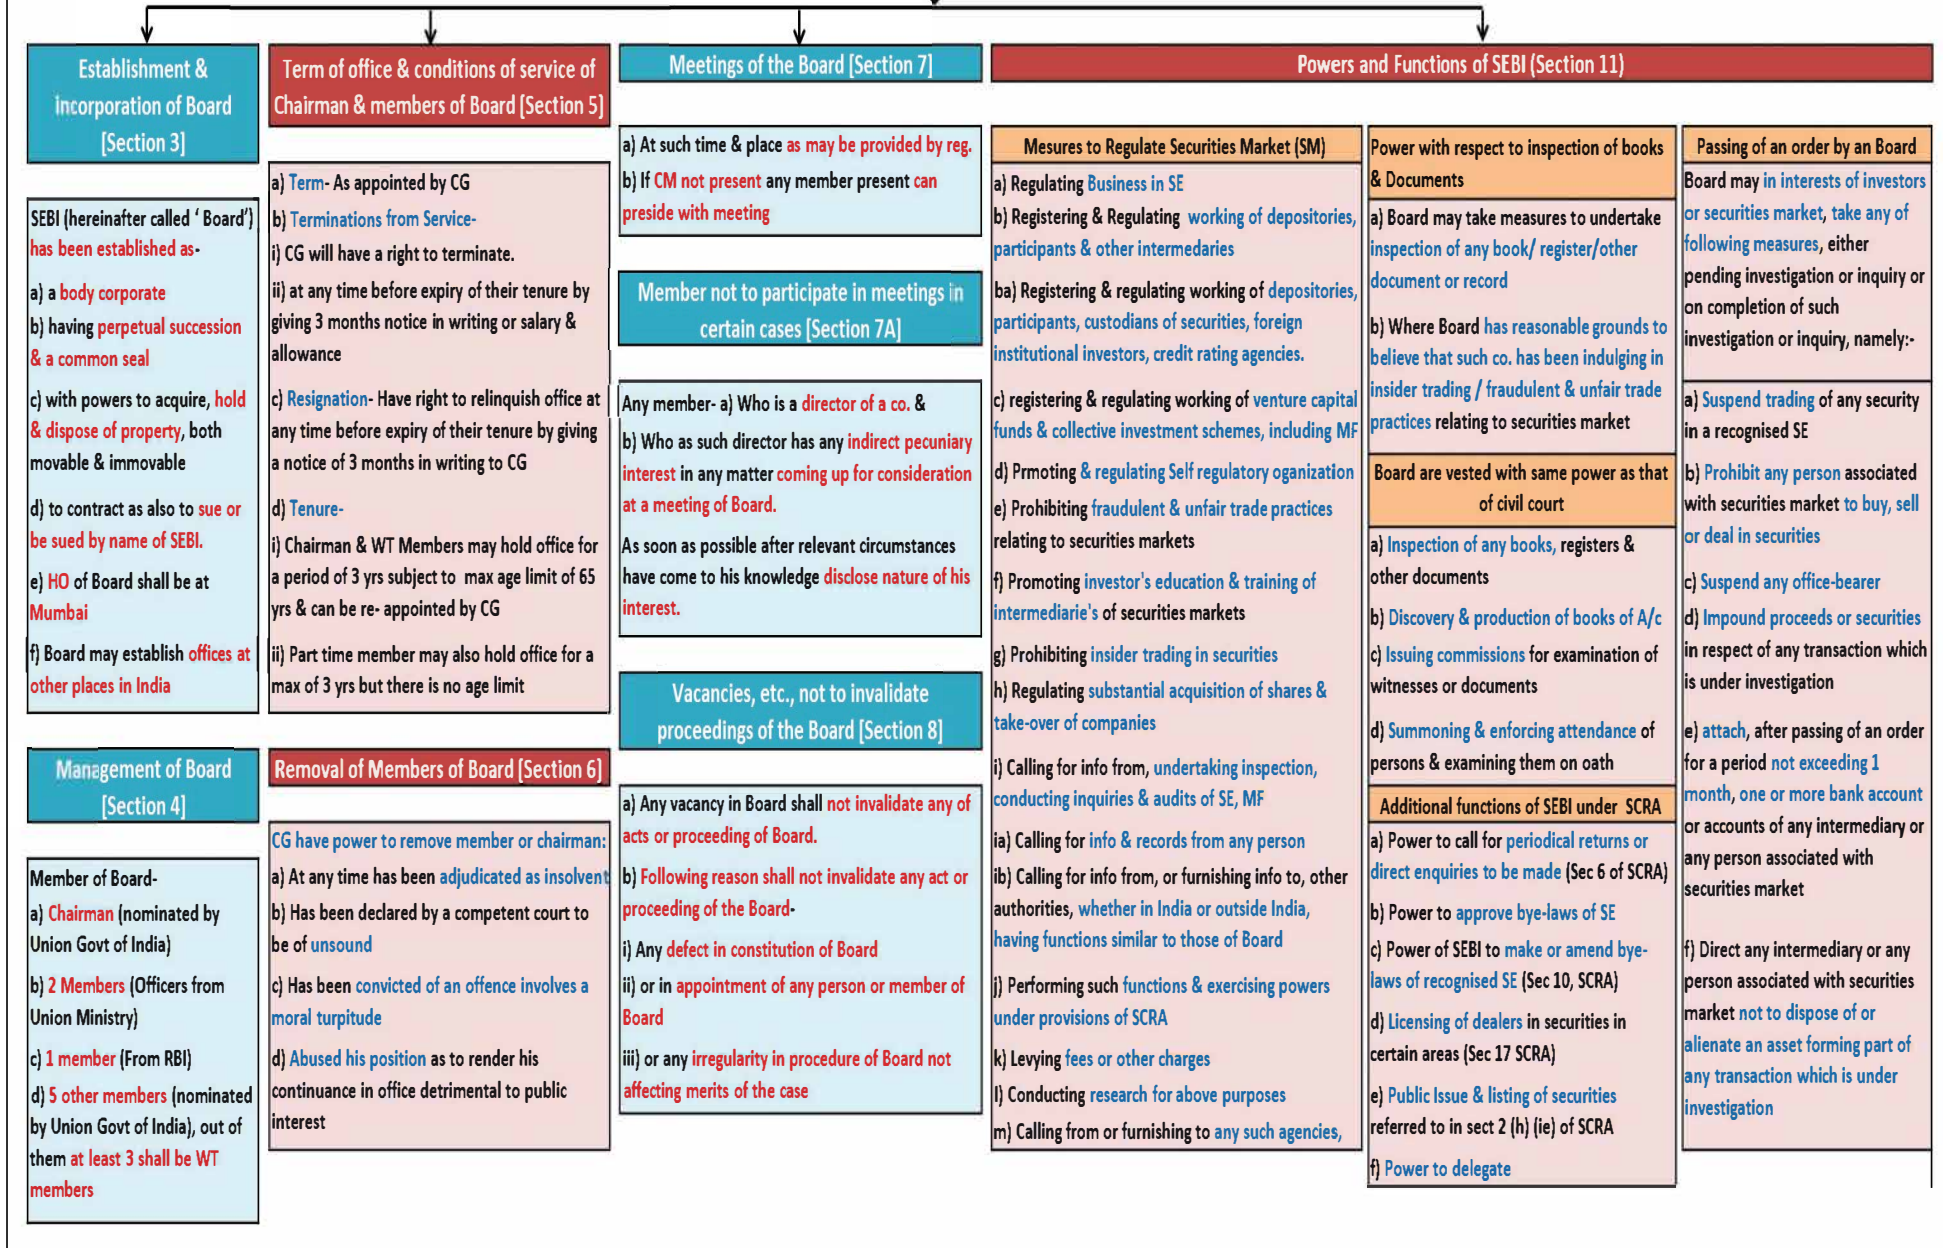 Establishment &
incorporation of Board
[Section 3]
SEBI (hereinafter called ‘ Board’)
has been established as-
a) a body corporate
b) having perpetual succession
& a common seal
c) with powers to acquire, hold
& dispose of property, both
movable & immovable
d) to contract as also to sue or
be sued by name of SEBI.
e) HO of Board shall be at
Mumbai
f) Board may establish offices at
other places in India
Management of Board
[Section 4]
Member of Board-
a) Chairman (nominated by
Union Govt of India)
b) 2 Members (Officers from
Union Ministry)
c) 1 member (From RBI)
d) 5 other members (nominated
by Union Govt of India), out of
them at least 3 shall be WT
members
Term of office & conditions of service of
Chairman & members of Board [Section 5]
a) Term- As appointed by CG
b) Terminations from Service-
i) CG will have a right to terminate.
ii) at any time before expiry of their tenure by
giving 3 months notice in writing or salary &
allowance
c) Resignation- Have right to relinquish office at
any time before expiry of their tenure by giving
a notice of 3 months in writing to CG
d) Tenure-
i) Chairman & WT Members may hold office for
a period of 3 yrs subject to max age limit of 65
yrs & can be re- appointed by CG
ii) Part time member may also hold office for a
max of 3 yrs but there is no age limit
Removal of Members of Board [Section 6]
CG have power to remove member or chairman:
a) At any time has been adjudicated as insolvent
b) Has been declared by a competent court to
be of unsound
c) Has been convicted of an offence involves a
moral turpitude
d) Abused his position as to render his
continuance in office detrimental to public
interest
Meetings of the Board [Section 7]
a) At such time & place as may be provided by reg.
b) If CM not present any member present can
preside with meeting
Member not to participate in meetings in
certain cases [Section 7A]
Any member- a) Who is a director of a co. &
b) Who as such director has any indirect pecuniary
interest in any matter coming up for consideration
at a meeting of Board.
As soon as possible after relevant circumstances
have come to his knowledge disclose nature of his
interest.
Vacancies, etc., not to invalidate
proceedings of the Board [Section 8]
a) Any vacancy in Board shall not invalidate any of
acts or proceeding of Board.
b) Following reason shall not invalidate any act or
proceeding of the Board-
i) Any defect in constitution of Board
ii) or in appointment of any person or member of
Board
iii) or any irregularity in procedure of Board not
affecting merits of the case
Powers and Functions of SEBI (Section 11)
Mesures to Regulate Securities Market (SM)
a) Regulating Business in SE
b) Registering & Regulating working of depositories,
participants & other intermedaries
ba) Registering & regulating working of depositories,
participants, custodians of securities, foreign
institutional investors, credit rating agencies.
c) registering & regulating working of venture capital
funds & collective investment schemes, including MF
d) Prmoting & regulating Self regulatory oganization
e) Prohibiting fraudulent & unfair trade practices
relating to securities markets
f) Promoting investor's education & training of
intermediarie's of securities markets
g) Prohibiting insider trading in securities
h) Regulating substantial acquisition of shares &
take-over of companies
i) Calling for info from, undertaking inspection,
conducting inquiries & audits of SE, MF
ia) Calling for info & records from any person
ib) Calling for info from, or furnishing info to, other
authorities, whether in India or outside India,
having functions similar to those of Board
j) Performing such functions & exercising powers
under provisions of SCRA
k) Levying fees or other charges
l) Conducting research for above purposes
m) Calling from or furnishing to any such agencies,
Power with respect to inspection of books
& Documents
a) Board may take measures to undertake
inspection of any book/ register/other
document or record
b) Where Board has reasonable grounds to
believe that such co. has been indulging in
insider trading / fraudulent & unfair trade
practices relating to securities market
Board are vested with same power as that
of civil court
a) Inspection of any books, registers &
other documents
b) Discovery & production of books of A/c
c) Issuing commissions for examination of
witnesses or documents
d) Summoning & enforcing attendance of
persons & examining them on oath
Additional functions of SEBI under SCRA
a) Power to call for periodical returns or
direct enquiries to be made (Sec 6 of SCRA)
b) Power to approve bye-laws of SE
c) Power of SEBI to make or amend bye-
laws of recognised SE (Sec 10, SCRA)
d) Licensing of dealers in securities in
certain areas (Sec 17 SCRA)
e) Public Issue & listing of securities
referred to in sect 2 (h) (ie) of SCRA
f) Power to delegate
Passing of an order by an Board
Board may in interests of investors
or securities market, take any of
following measures, either
pending investigation or inquiry or
on completion of such
investigation or inquiry, namely:-
a) Suspend trading of any security
in a recognised SE
b) Prohibit any person associated
with securities market to buy, sell
or deal in securities
c) Suspend any office-bearer
d) Impound proceeds or securities
in respect of any transaction which
is under investigation
e) attach, after passing of an order
for a period not exceeding 1
month, one or more bank account
or accounts of any intermediary or
any person associated with
securities market
f) Direct any intermediary or any
person associated with securities
market not to dispose of or
alienate an asset forming part of
any transaction which is under
investigation